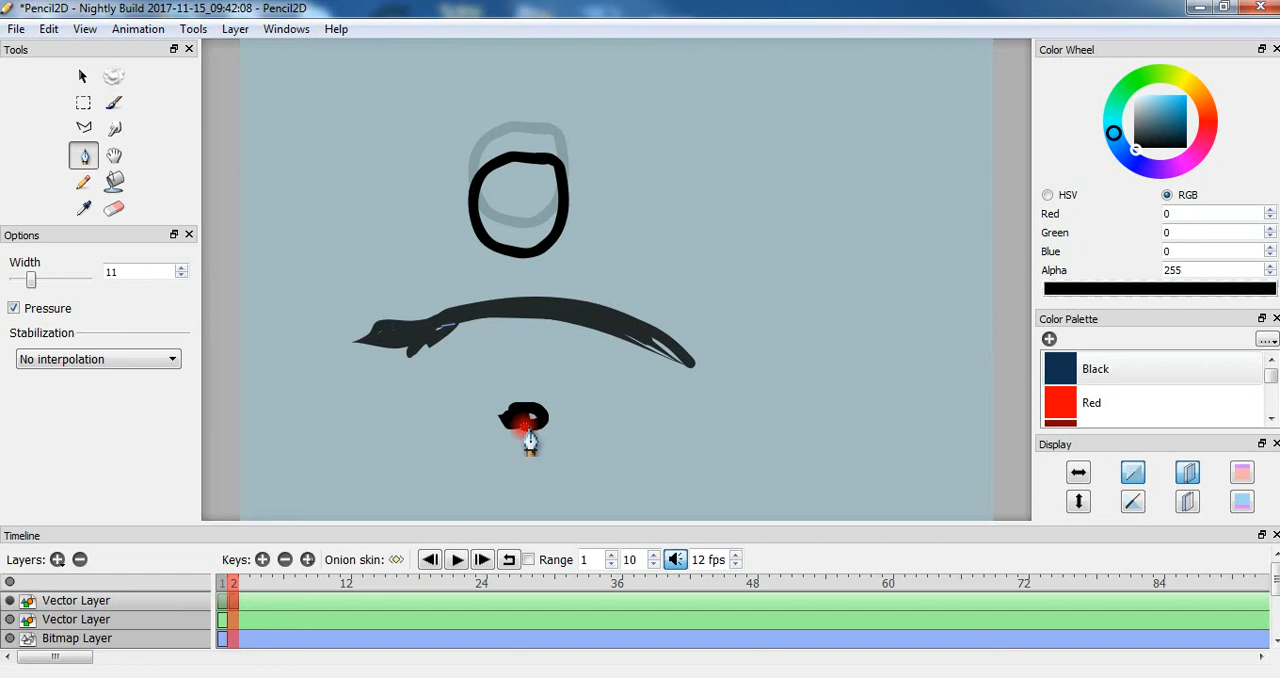 *Pencil2D - Nightly Build 2017-11-15_09:42:08 - Pencil2D
File Edit View Animation Tools Layer Windows Help
Tools
Options
Width
11
Pressure
Stabilization
No interpolation
Color Wheel
HSV RGB
Red 0
Green 0
Blue 0
Alpha 255
Color Palette
....
Black
Red
Display
Timeline
Layers: Keys: Onion skin: Range 1 10 12 fps
1 2 12 24 36 48 60 72 84
Vector Layer
Vector Layer
Bitmap Layer